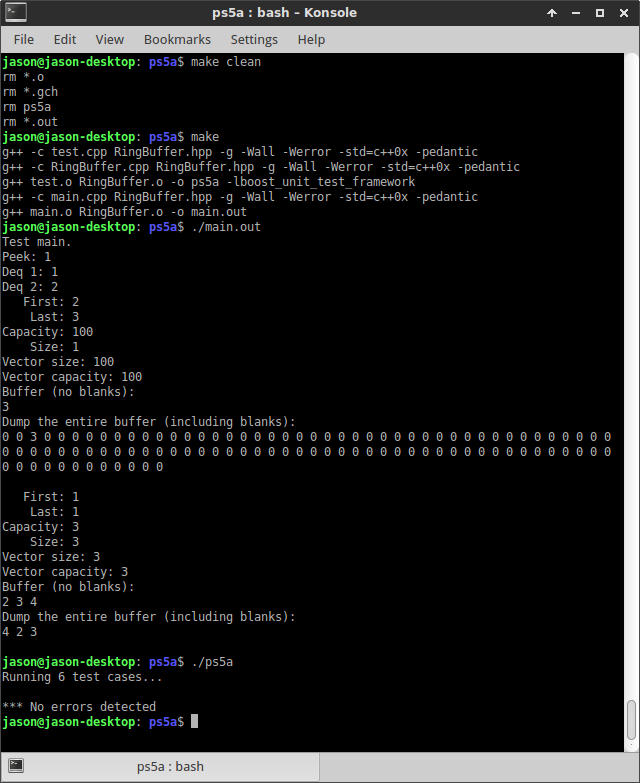 ps5a : bash – Konsole
File Edit View Bookmarks Settings Help
jason@jason-desktop: ps5a$ make clean
rm *.o
rm *.gch
rm ps5a
rm *.out
jason@jason-desktop: ps5a$ make
g++ -c test.cpp RingBuffer.hpp -g -Wall -Werror -std=c++0x -pedantic
g++ -c RingBuffer.cpp RingBuffer.hpp -g -Wall -Werror -std=c++0x -pedantic
g++ test.o RingBuffer.o -o ps5a -lboost_unit_test_framework
g++ -c main.cpp RingBuffer.hpp -g -Wall -Werror -std=c++0x -pedantic
g++ main.o RingBuffer.o -o main.out
jason@jason-desktop: ps5a$ ./main.out
Test main.
Peek: 1
Deq 1: 1
Deq 2: 2
   First: 2
    Last: 3
Capacity: 100
    Size: 1
Vector size: 100
Vector capacity: 100
Buffer (no blanks):
3
Dump the entire buffer (including blanks):
0 0 3 0 0 0 0 0 0 0 0 0 0 0 0 0 0 0 0 0 0 0 0 0 0 0 0 0 0 0 0 0 0 0 0 0 0 0 0 0 0 0 0 0
0 0 0 0 0 0 0 0 0 0 0 0 0 0 0 0 0 0 0 0 0 0 0 0 0 0 0 0 0 0 0 0 0 0 0 0 0 0 0 0 0 0 0 0
0 0 0 0 0 0 0 0 0 0 0 0
   First: 1
    Last: 1
Capacity: 3
    Size: 3
Vector size: 3
Vector capacity: 3
Buffer (no blanks):
2 3 4
Dump the entire buffer (including blanks):
4 2 3
jason@jason-desktop: ps5a$ ./ps5a
Running 6 test cases...
*** No errors detected
jason@jason-desktop: ps5a$
ps5a : bash